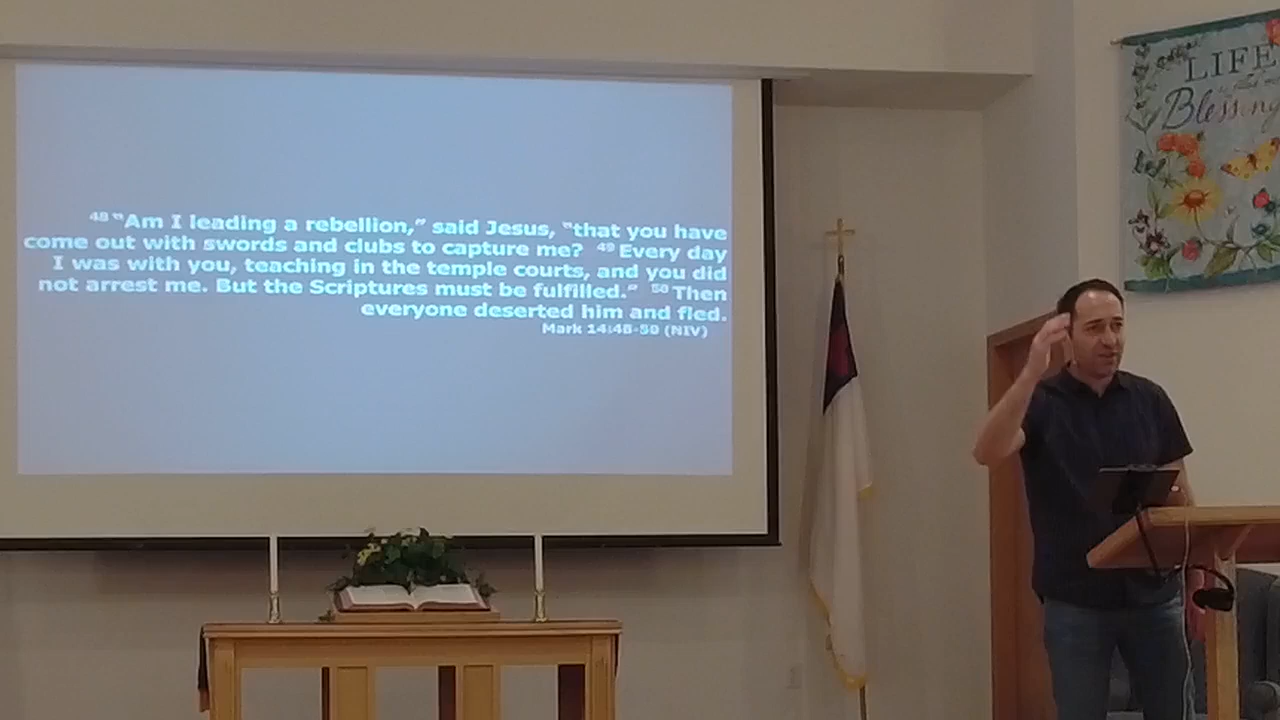 48 “Am I leading a rebellion,” said Jesus, “that you have
come out with swords and clubs to capture me? 49 Every day
I was with you, teaching in the temple courts, and you did
not arrest me. But the Scriptures must be fulfilled.” 50 Then
everyone deserted him and fled.
Mark 14:48-50 (NIV)
LIFE
Blessing